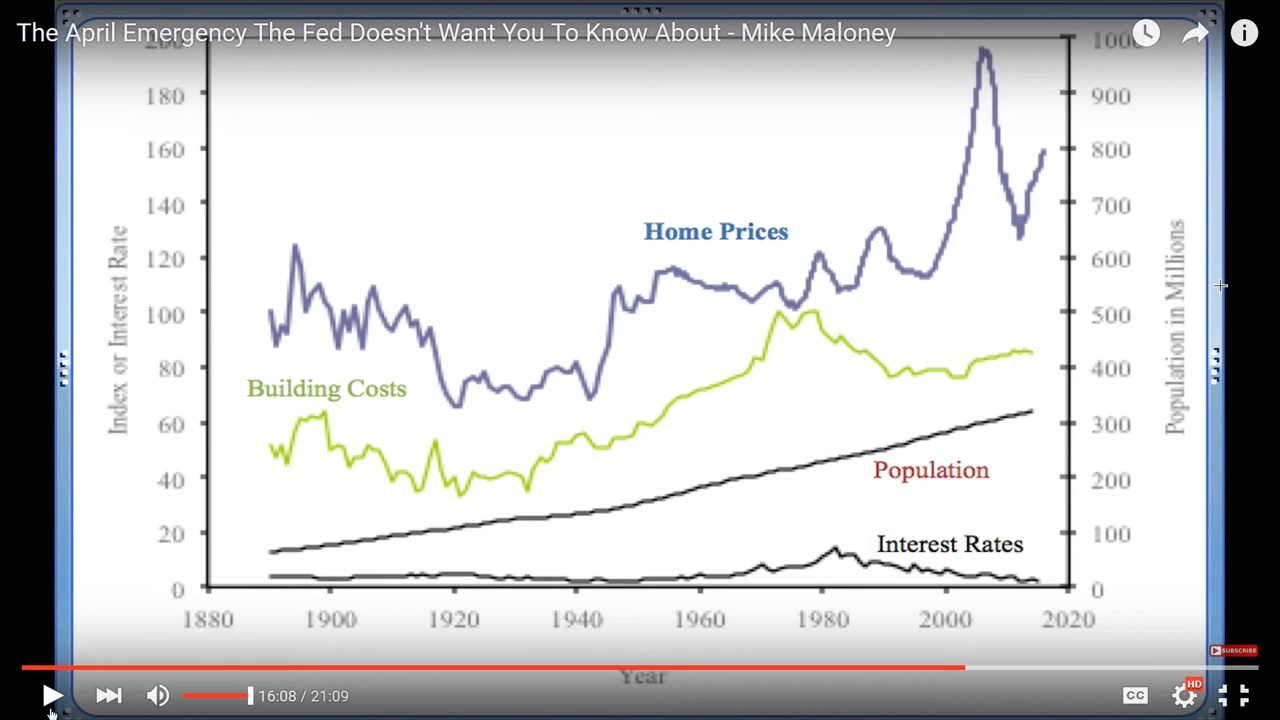 The April Emergency The Fed Doesn't Want You To Know About - Mike Maloney
200
180
160
140
120
100
80
60
40
20
0
Index or Interest Rate
Home Prices
Building Costs
Population
Interest Rates
1000
900
800
700
600
500
400
300
200
100
0
Population in Millions
1880 1900 1920 1940 1960 1980 2000 2020
Year
SUBSCRIBE
16:08 / 21:09
CC
HD